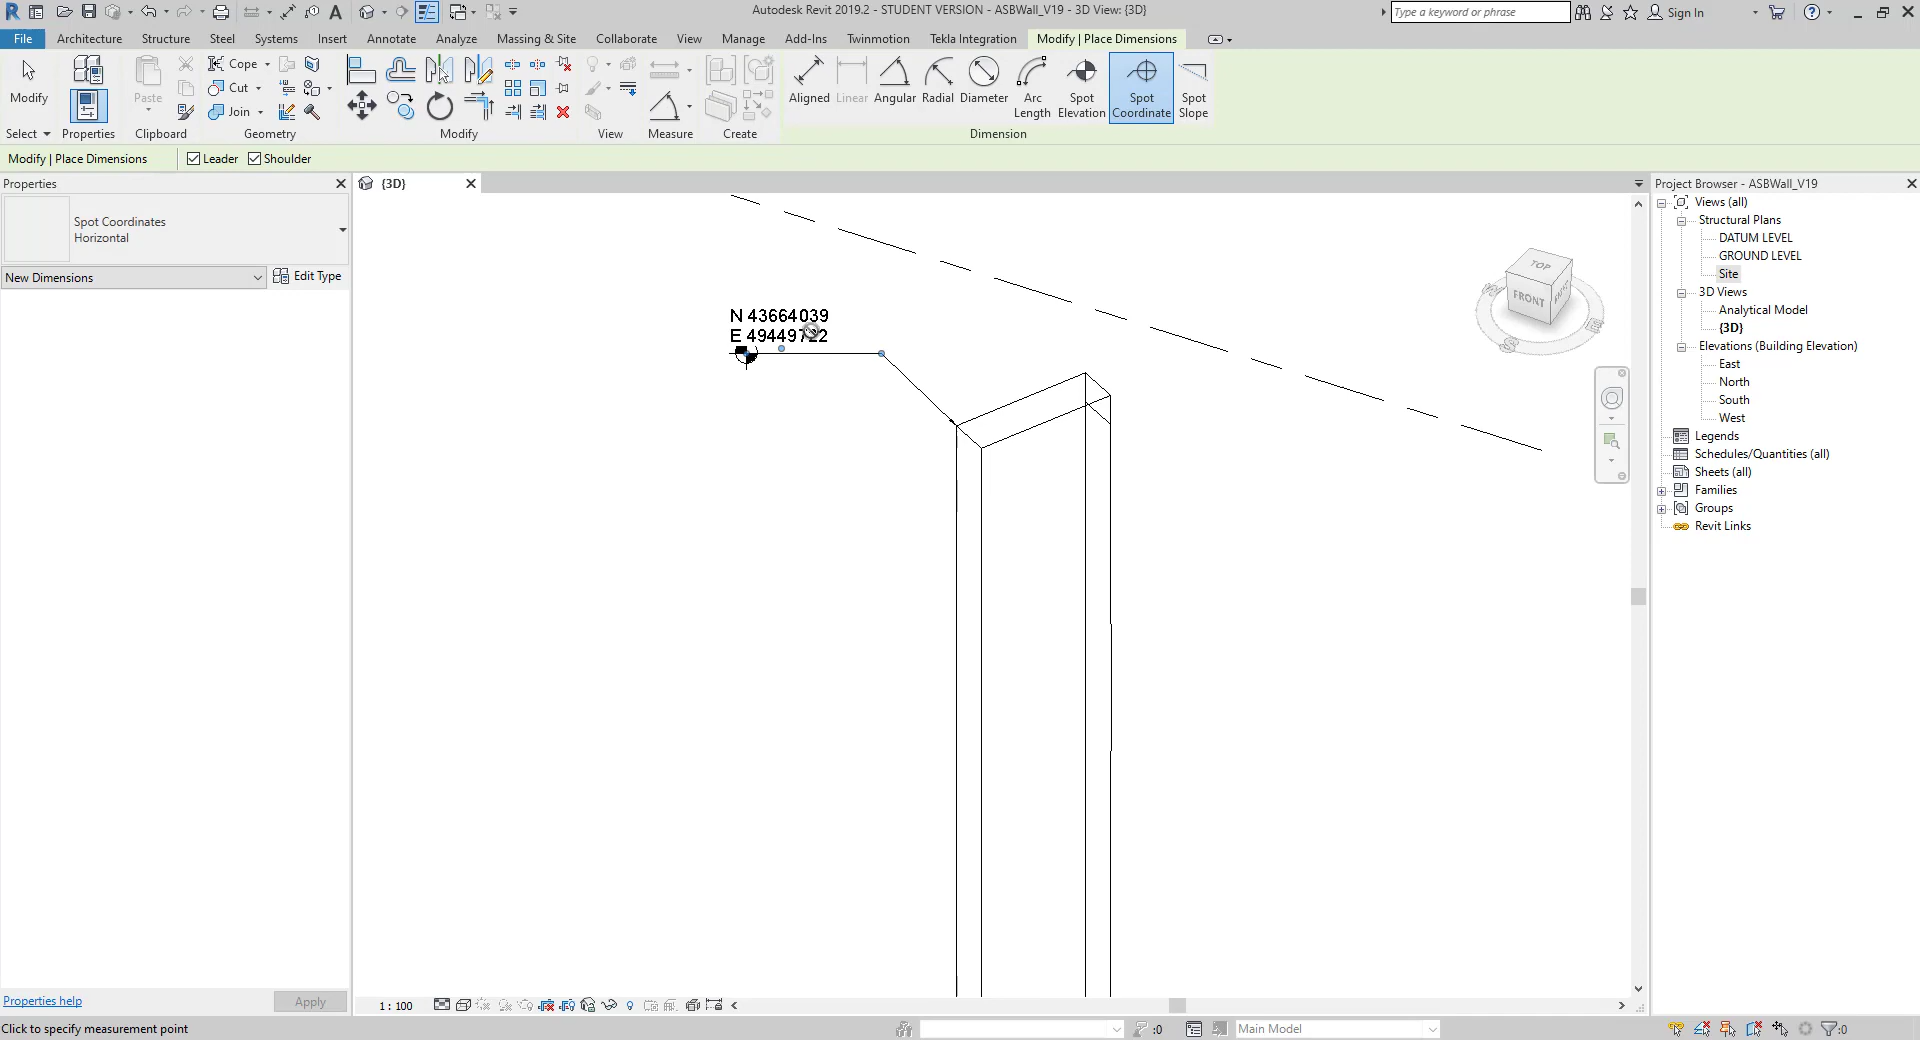 Autodesk Revit 2019.2 - STUDENT VERSION - ASBWall_V19 - 3D View: {3D}
Type a keyword or phrase
Sign In
File Architecture Structure Steel Systems Insert Annotate Analyze Massing & Site Collaborate View Manage Add-Ins Twinmotion Tekla Integration Modify | Place Dimensions
Modify
Paste
Cope
Cut
Join
Aligned
Linear
Angular
Radial
Diameter
Arc Length
Spot Elevation
Spot Coordinate
Spot Slope
Select Properties Clipboard Geometry Modify View Measure Create Dimension
Modify | Place Dimensions Leader Shoulder
Properties
Spot Coordinates
Horizontal
New Dimensions Edit Type
Properties help Apply
{3D}
N 43664039
E 49449722
TOP
FRONT
W
S
E
1 : 100
Project Browser - ASBWall_V19
Views (all)
Structural Plans
DATUM LEVEL
GROUND LEVEL
Site
3D Views
Analytical Model
{3D}
Elevations (Building Elevation)
East
North
South
West
Legends
Schedules/Quantities (all)
Sheets (all)
Families
Groups
Revit Links
Click to specify measurement point
:0
Main Model
:0